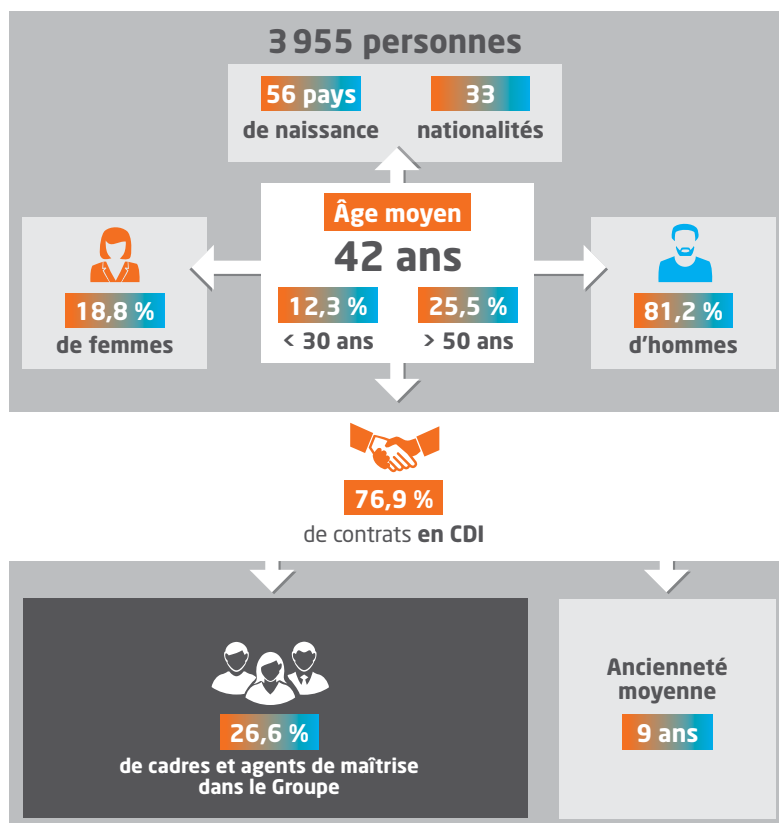 3 955 personnes
56 pays
de naissance
33
nationalités
Âge moyen
42 ans
12,3 %
< 30 ans
25,5 %
> 50 ans
18,8 %
de femmes
81,2 %
d'hommes
76,9 %
de contrats en CDI
26,6 %
de cadres et agents de maîtrise
dans le Groupe
Ancienneté
moyenne
9 ans